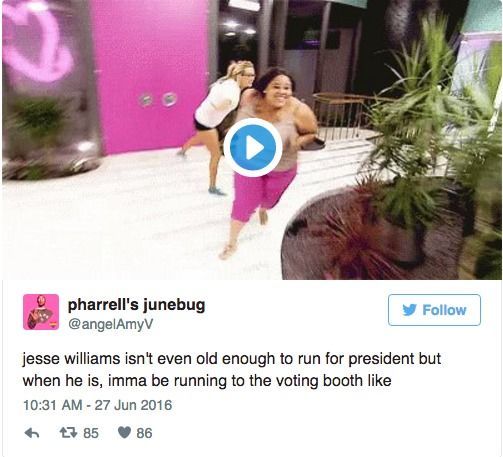 pharrell's junebug
@angelAmyV
Follow
jesse williams isn't even old enough to run for president but
when he is, imma be running to the voting booth like
10:31 AM - 27 Jun 2016
85 86